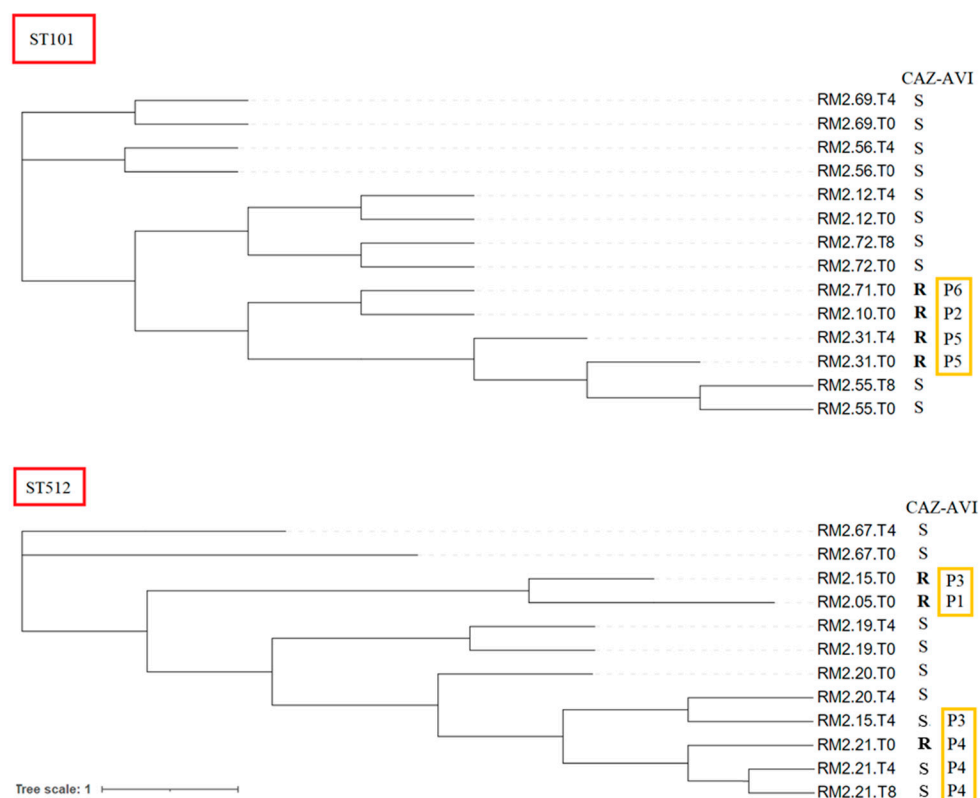 ST101
CAZ-AVI
RM2.69.T4 S
RM2.69.T0 S
RM2.56.T4 S
RM2.56.T0 S
RM2.12.T4 S
RM2.12.T0 S
RM2.72.T8 S
RM2.72.T0 S
RM2.71.T0 R P6
RM2.10.T0 R P2
RM2.31.T4 R P5
RM2.31.T0 R P5
RM2.55.T8 S
RM2.55.T0 S
ST512
CAZ-AVI
RM2.67.T4 S
RM2.67.T0 S
RM2.15.T0 R P3
RM2.05.T0 R P1
RM2.19.T4 S
RM2.19.T0 S
RM2.20.T0 S
RM2.20.T4 S
RM2.15.T4 S. P3
RM2.21.T0 R P4
RM2.21.T4 S P4
RM2.21.T8 S P4
Tree scale: 1